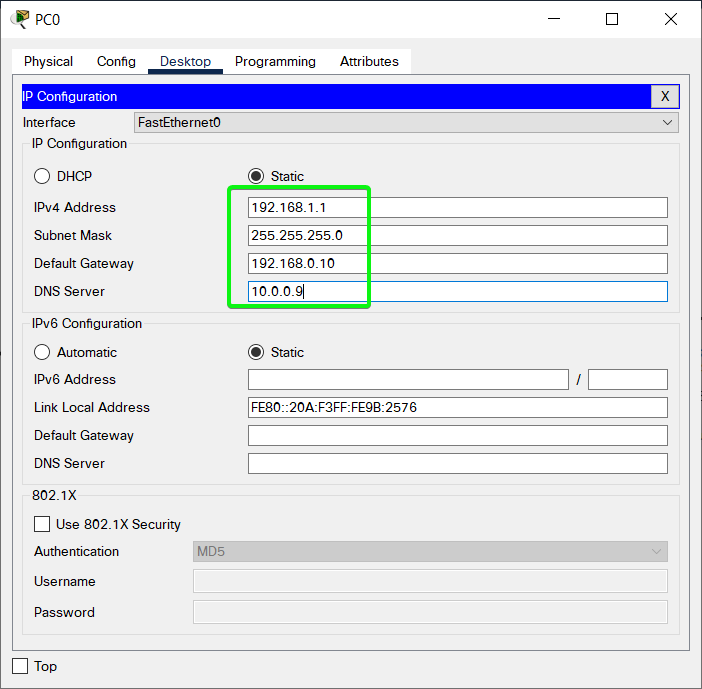 PC0
Physical Config Desktop Programming Attributes
IP Configuration X
Interface FastEthernet0
IP Configuration
DHCP Static
IPv4 Address 192.168.1.1
Subnet Mask 255.255.255.0
Default Gateway 192.168.0.10
DNS Server 10.0.0.9
IPv6 Configuration
Automatic Static
IPv6 Address /
Link Local Address FE80::20A:F3FF:FE9B:2576
Default Gateway
DNS Server
802.1X
Use 802.1X Security
Authentication MD5
Username
Password
Top